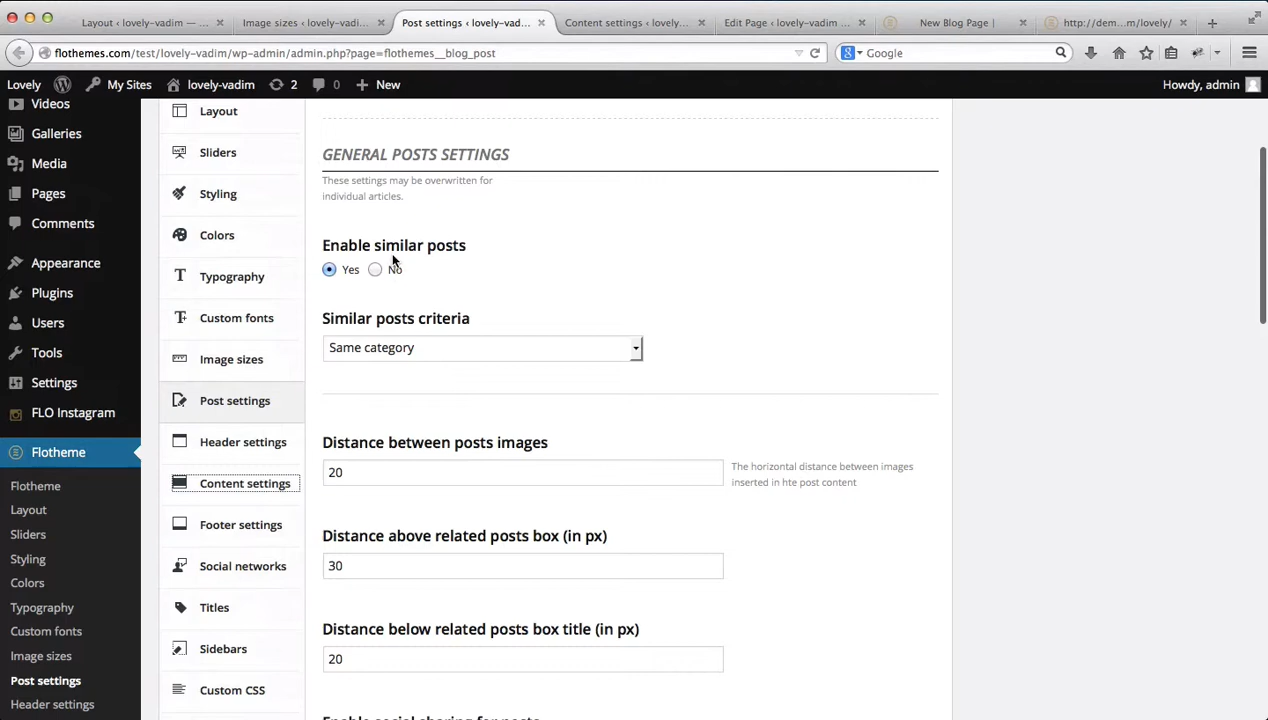 Layout ‹ lovely-vadim — ...
Image sizes ‹ lovely-vadi...
Post settings ‹ lovely-vad...
Content settings ‹ lovely...
Edit Page ‹ lovely-vadim ...
New Blog Page |
http://dem...m/lovely/
flothemes.com/test/lovely-vadim/wp-admin/admin.php?page=flothemes__blog_post
Google
Lovely
My Sites
lovely-vadim
2
0
New
Howdy, admin
Videos
Galleries
Media
Pages
Comments
Appearance
Plugins
Users
Tools
Settings
FLO Instagram
Flotheme
Flotheme
Layout
Sliders
Styling
Colors
Typography
Custom fonts
Image sizes
Post settings
Header settings
Layout
Sliders
Styling
Colors
Typography
Custom fonts
Image sizes
Post settings
Header settings
Content settings
Footer settings
Social networks
Titles
Sidebars
Custom CSS
GENERAL POSTS SETTINGS
These settings may be overwritten for
individual articles.
Enable similar posts
Yes No
Similar posts criteria
Same category
Distance between posts images
20
The horizontal distance between images
inserted in hte post content
Distance above related posts box (in px)
30
Distance below related posts box title (in px)
20
Enable social sharing for posts